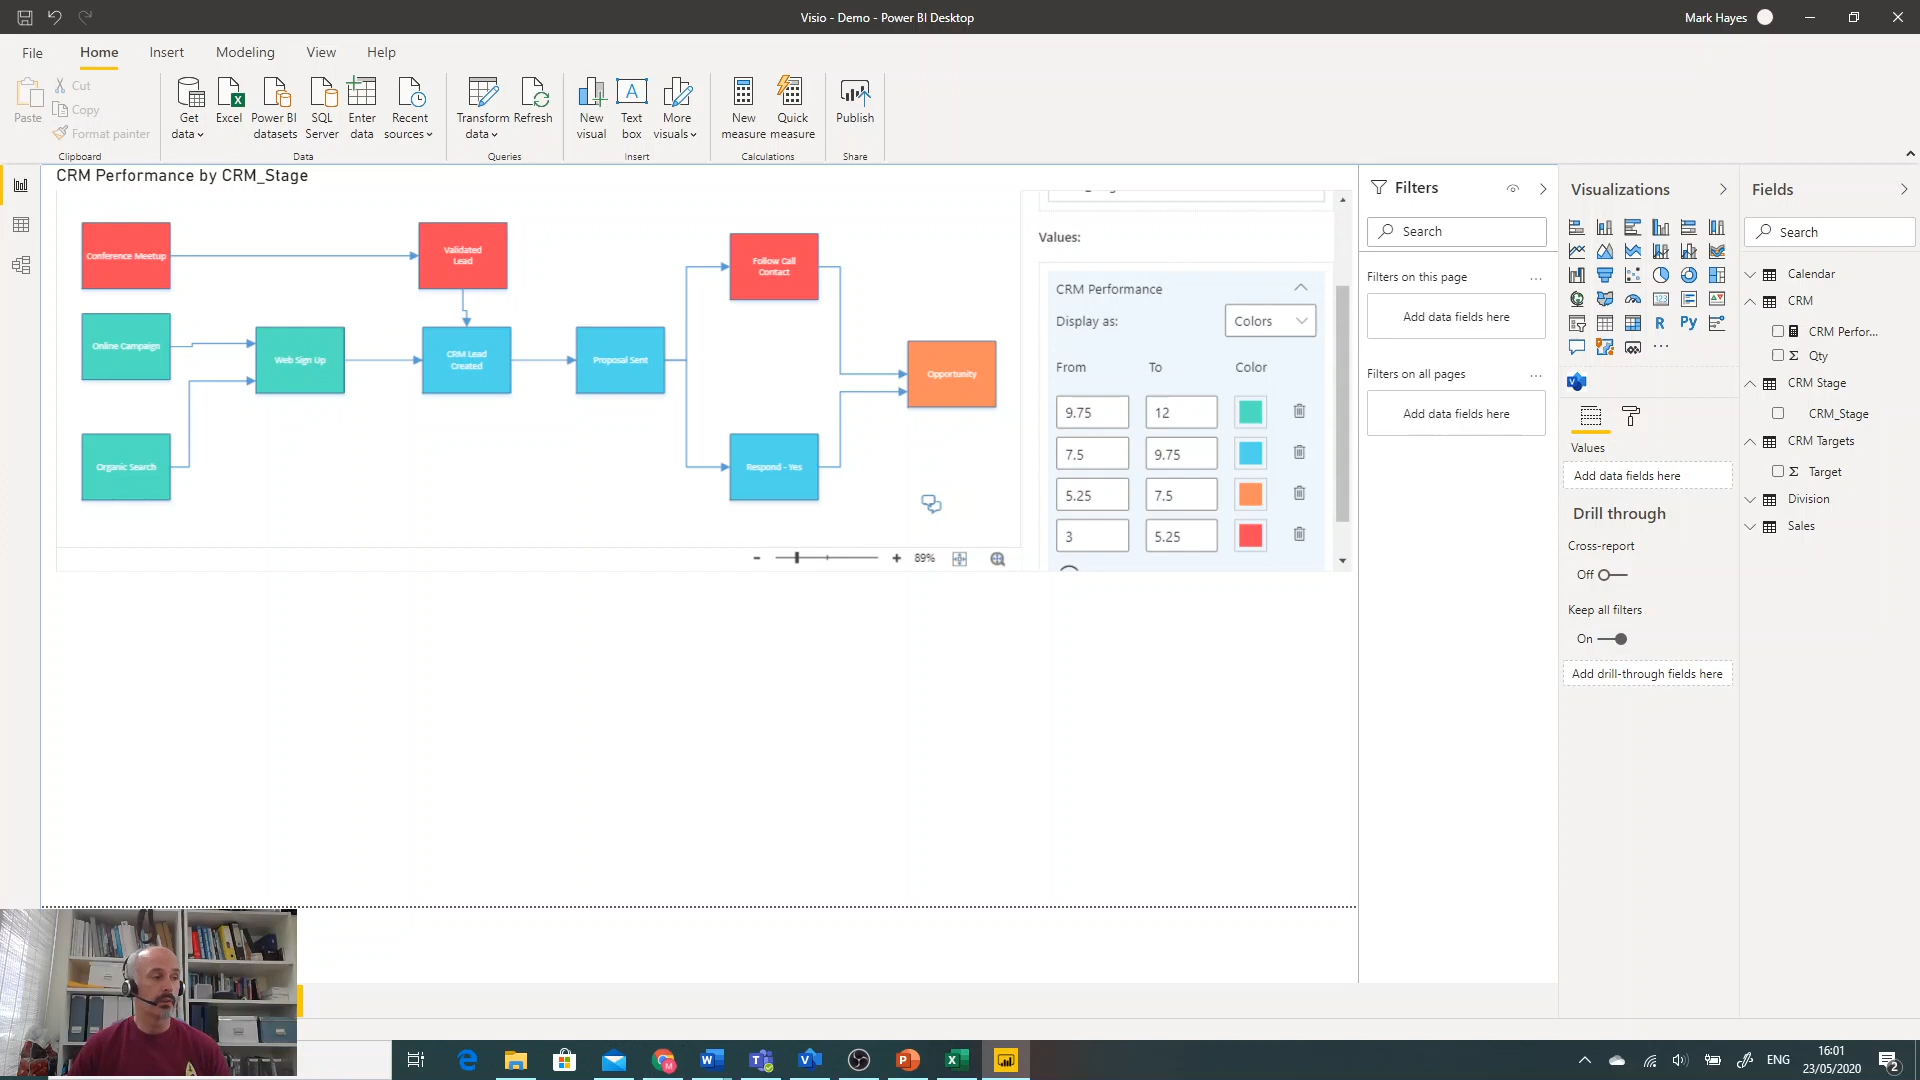 Visio - Demo - Power BI Desktop
Mark Hayes
File
Home
Insert
Modeling
View
Help
Paste
Cut
Copy
Format painter
Clipboard
Get data
Excel
Power BI datasets
SQL Server
Enter data
Recent sources
Data
Transform data
Refresh
Queries
New visual
Text box
More visuals
Insert
New measure
Quick measure
Calculations
Publish
Share
CRM Performance by CRM_Stage
Conference Meetup
Validated
Lead
Follow Call
Contact
Online Campaign
Web Sign Up
CRM Lead
Created
Proposal Sent
Opportunity
Organic Search
Respond - Yes
- + 89%
Values:
CRM Performance
Display as:
Colors
From To Color
9.75 12
7.5 9.75
5.25 7.5
3 5.25
Filters
Search
Filters on this page
...
Add data fields here
Filters on all pages
...
Add data fields here
Visualizations
R
Py
123
...
Values
Add data fields here
Drill through
Cross-report
Off
Keep all filters
On
Add drill-through fields here
Fields
Search
Calendar
CRM
CRM Perfor...
Σ Qty
CRM Stage
CRM_Stage
CRM Targets
Σ Target
Division
Sales
ENG
16:01
23/05/2020
2